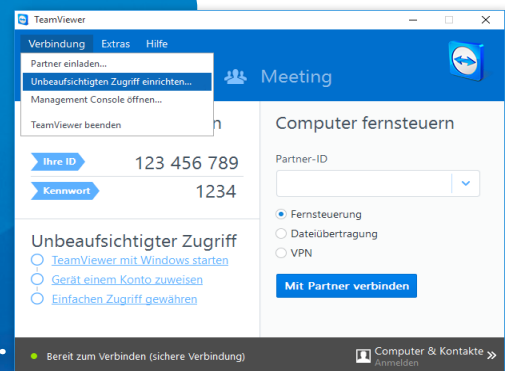 TeamViewer
Verbindung Extras Hilfe
Partner einladen...
Unbeaufsichtigten Zugriff einrichten...
Management Console öffnen...
TeamViewer beenden
Meeting
n
Computer fernsteuern
Ihre ID 123 456 789
Kennwort 1234
Partner-ID
Fernsteuerung
Dateiübertragung
VPN
Mit Partner verbinden
Unbeaufsichtigter Zugriff
TeamViewer mit Windows starten
Gerät einem Konto zuweisen
Einfachen Zugriff gewähren
Bereit zum Verbinden (sichere Verbindung)
Computer & Kontakte
Anmelden